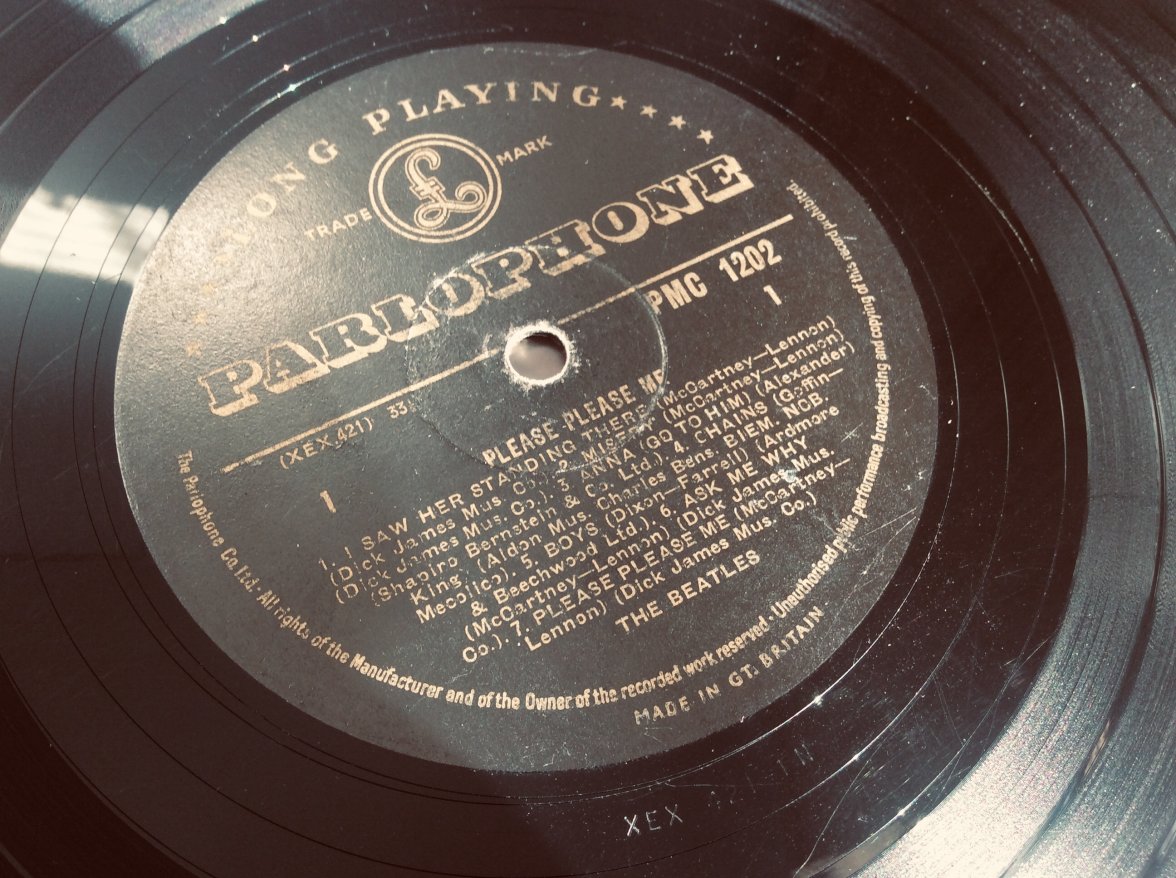 LONG PLAYING
TRADE MARK
£
PARLOPHONE
PMC 1202
(XEX.421) 33
1 1
PLEASE PLEASE ME
1. I SAW HER STANDING THERE (McCartney—Lennon)
(Dick James Mus. Co.). 2. MISERY (McCartney—Lennon)
(Dick James Mus. Co.). 3. ANNA (GO TO HIM) (Alexander)
(Shapiro Bernstein & Co. Ltd.) 4. CHAINS (Goffin—
King) (Aldon Mus. Charles Bens. BIEM. NCB.
Mecolico). 5. BOYS (Dixon—Farrell) (Ardmore
& Beechwood Ltd.). 6. ASK ME WHY
(McCartney—Lennon) (Dick James Mus.
Co.). 7. PLEASE PLEASE ME (McCartney—
Lennon) (Dick James Mus. Co.)
THE BEATLES
The Parlophone Co. Ltd. All rights of the Manufacturer and of the Owner of the recorded work reserved. Unauthorised public performance broadcasting and copying of this record prohibited.
MADE IN GT. BRITAIN
XEX 421